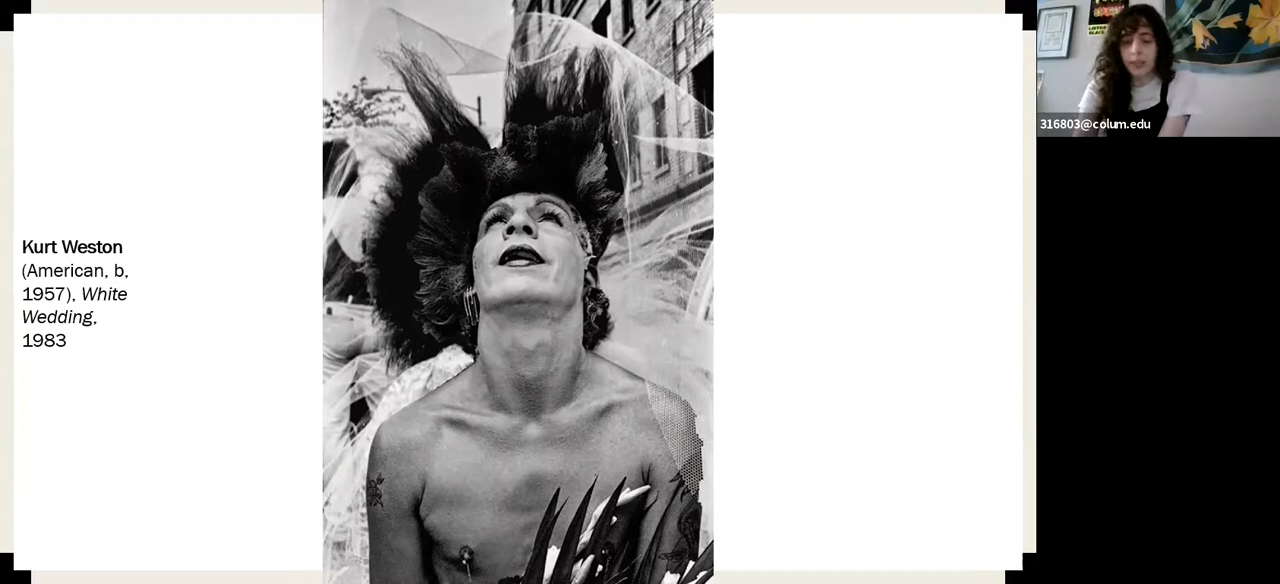 Kurt Weston
(American, b,
1957), White
Wedding,
1983
316803@colum.edu